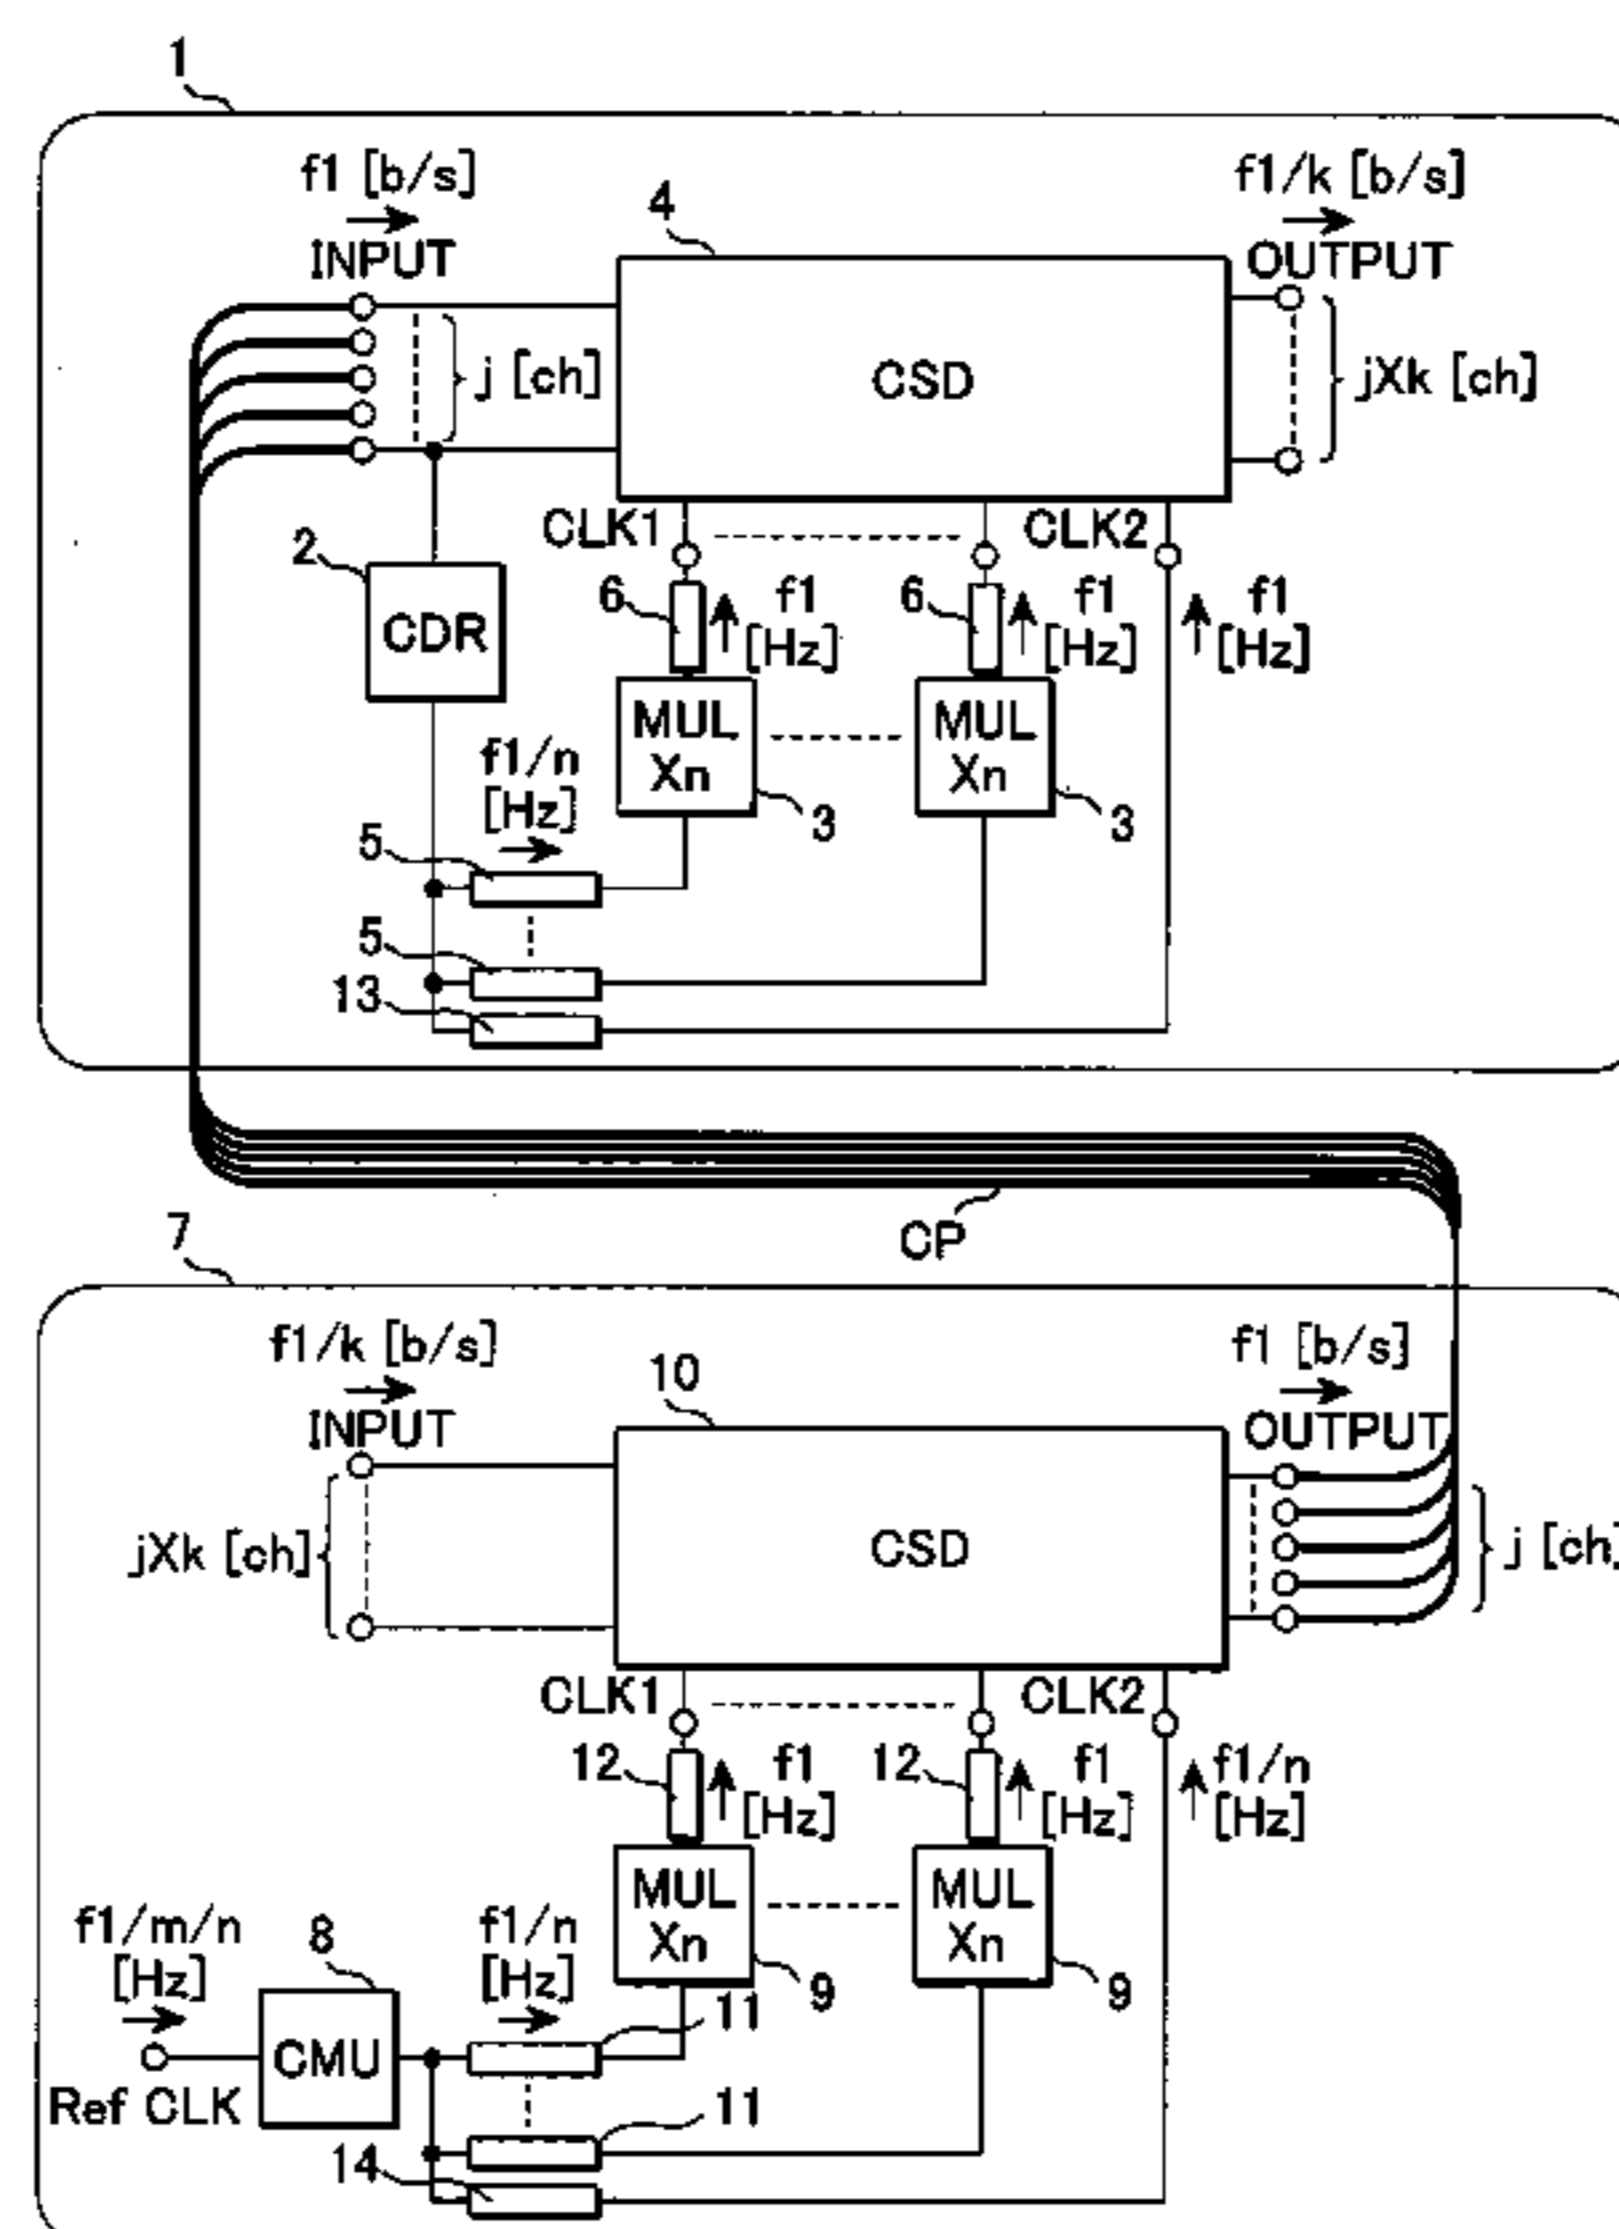 1
f1 [b/s]
INPUT
4
f1/k [b/s]
OUTPUT
j [ch]
CSD
jXk [ch]
CLK1
CLK2
2
CDR
6
f1
[Hz]
6
f1
[Hz]
f1
[Hz]
MUL
Xn
3
MUL
Xn
3
f1/n
[Hz]
5
5
13
CP
7
f1/k [b/s]
INPUT
10
f1 [b/s]
OUTPUT
jXk [ch]
CSD
j [ch]
CLK1
CLK2
12
f1
[Hz]
12
f1
[Hz]
f1/n
[Hz]
MUL
Xn
9
MUL
Xn
9
f1/m/n
[Hz]
8
f1/n
[Hz]
Ref CLK
CMU
11
11
14